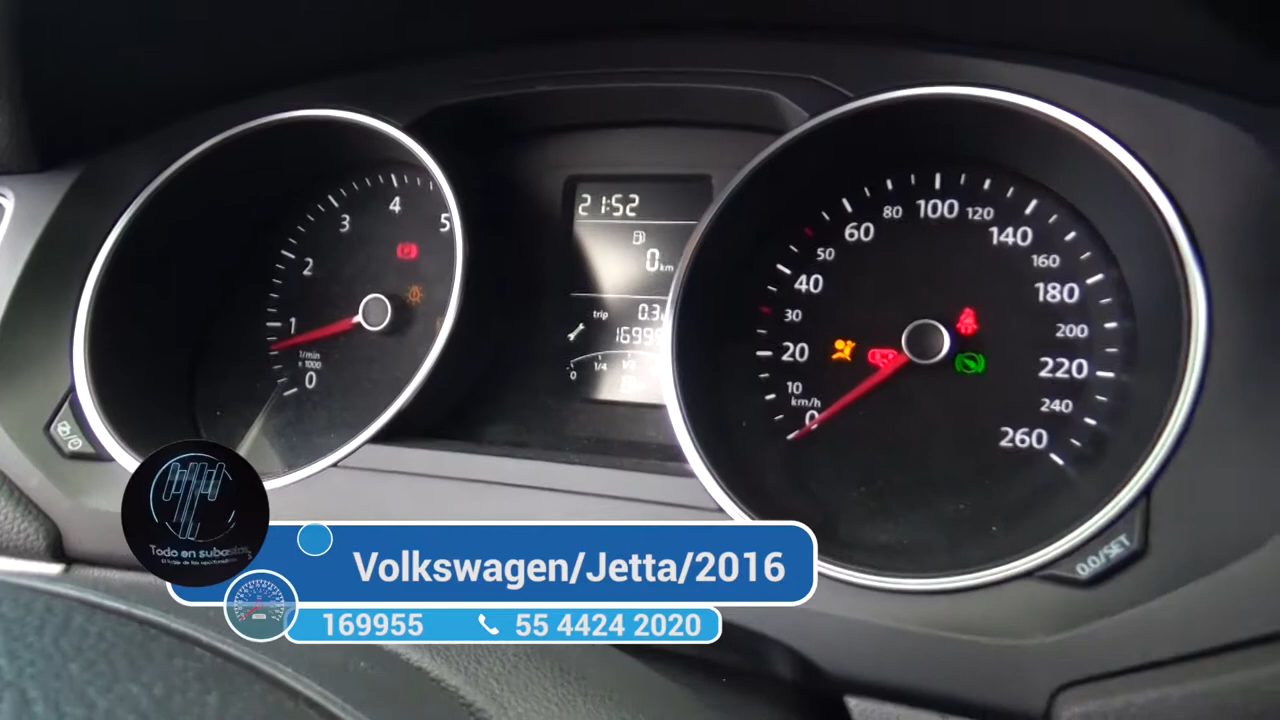 1
2
3
4
5
1/min
x 1000
0
21:52
0km
trip 0.3
16999
0 1/4 1/2
0
10
20
30
40
50
60
80
100
120
140
160
180
200
220
240
260
km/h
0.0/SET
Todo en subastas
Volkswagen/Jetta/2016
169955 55 4424 2020